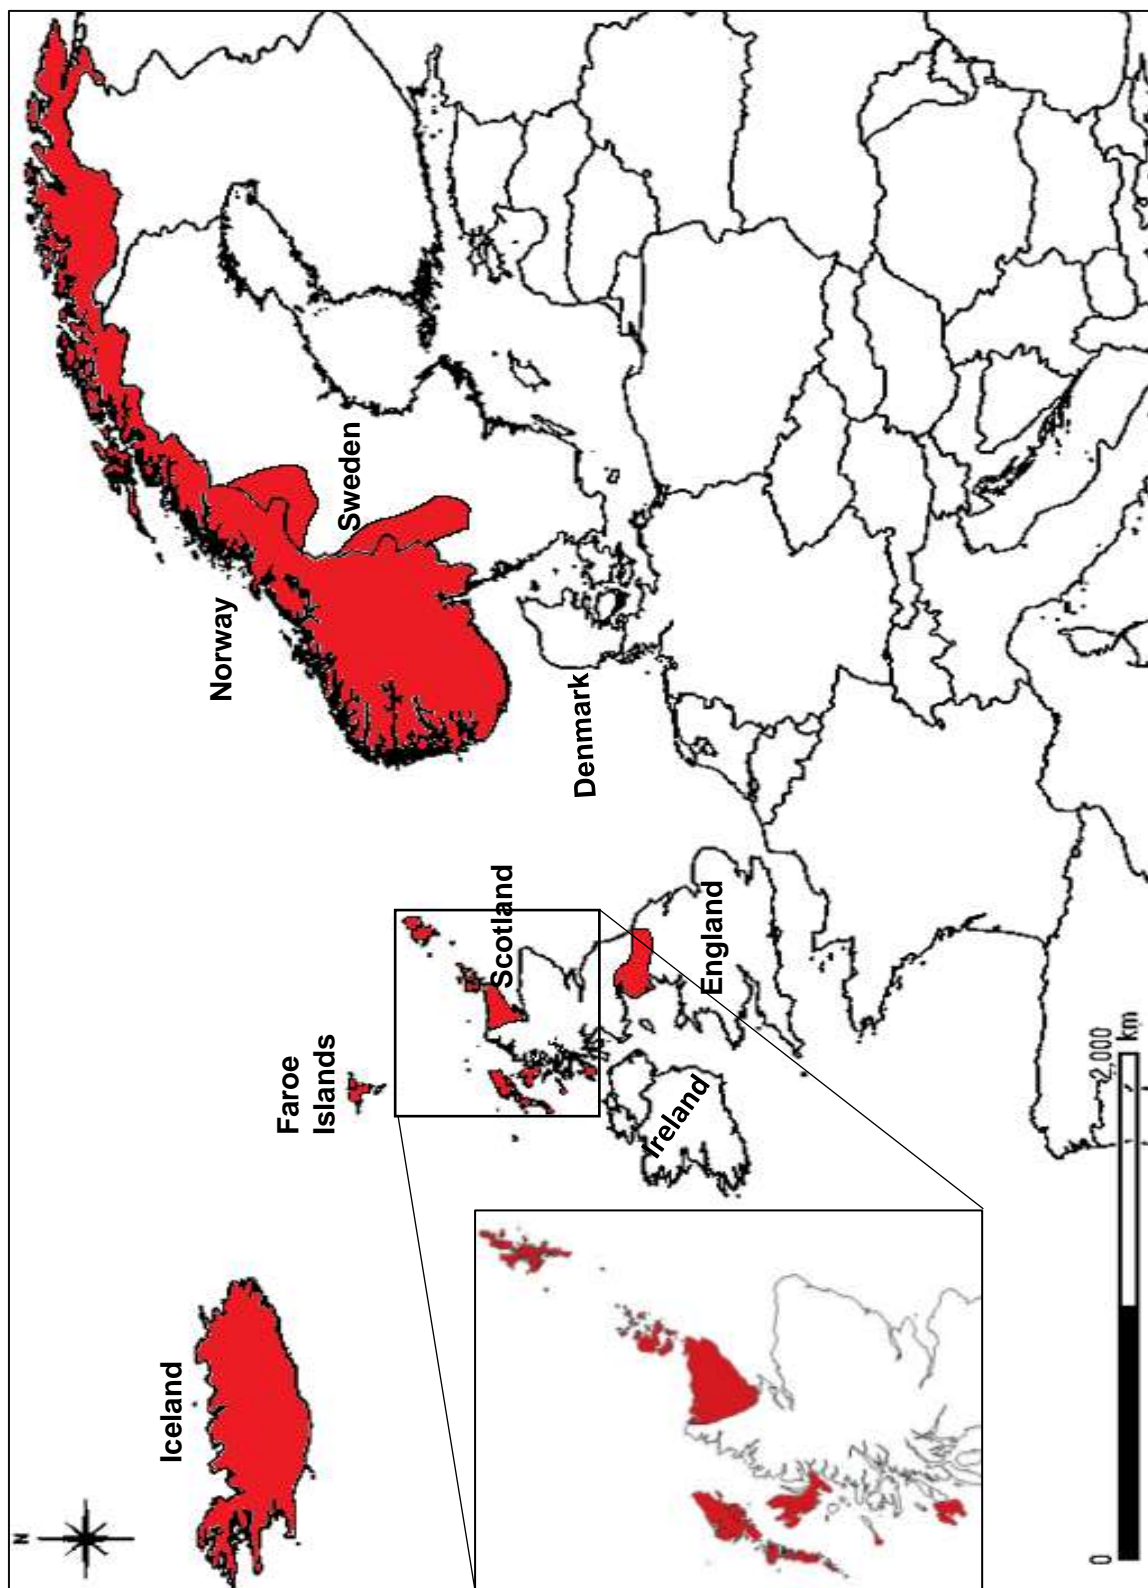 N
Iceland
Faroe
Islands
Norway
Sweden
Scotland
Denmark
Ireland
England
0
2,000
km